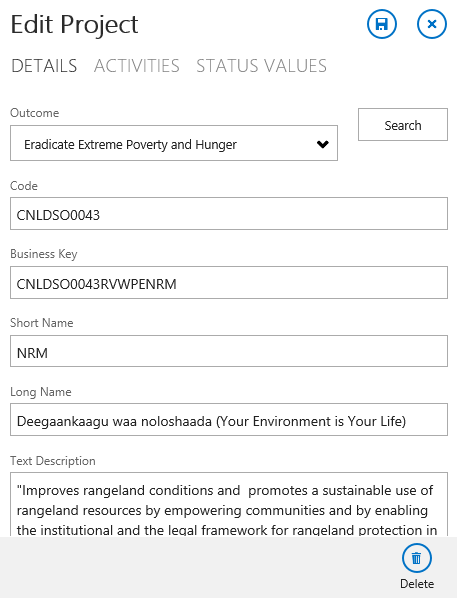 Edit Project
DETAILS ACTIVITIES STATUS VALUES
Outcome
Eradicate Extreme Poverty and Hunger
Search
Code
CNLDSO0043
Business Key
CNLDSO0043RVWPENRM
Short Name
NRM
Long Name
Deegaankaagu waa noloshaada (Your Environment is Your Life)
Text Description
"Improves rangeland conditions and  promotes a sustainable use of
rangeland resources by empowering communities and by enabling
the institutional and the legal framework for rangeland protection in
Delete